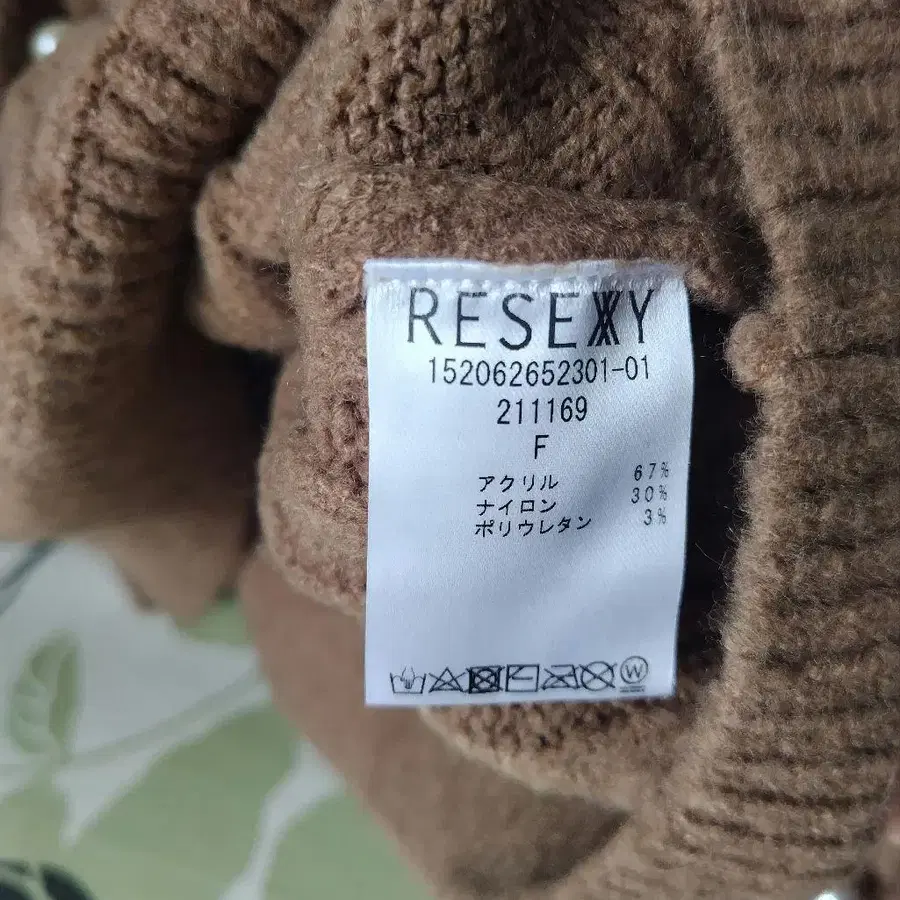 RESEXXY
152062652301-01
211169
F
アクリル 67%
ナイロン 30%
ポリウレタン 3%
W